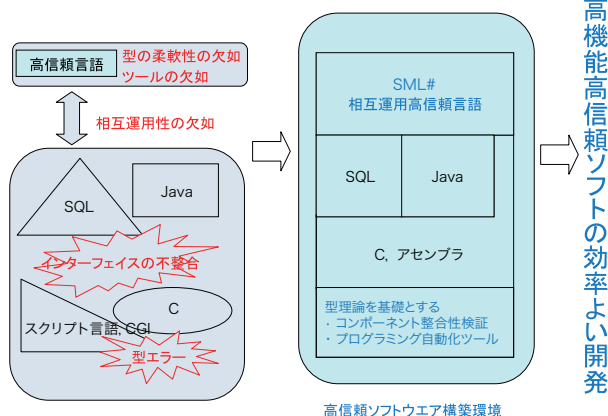 高信頼言語
型の柔軟性の欠如
ツールの欠如
相互運用性の欠如
SQL
Java
インターフェイスの不整合
C
スクリプト言語, CGI
型エラー
SML#
相互運用高信頼言語
SQL
Java
C, アセンブラ
型理論を基礎とする
・コンポーネント整合性検証
・プログラミング自動化ツール
高信頼ソフトウエア構築環境
高機能高信頼ソフトの効率よい開発